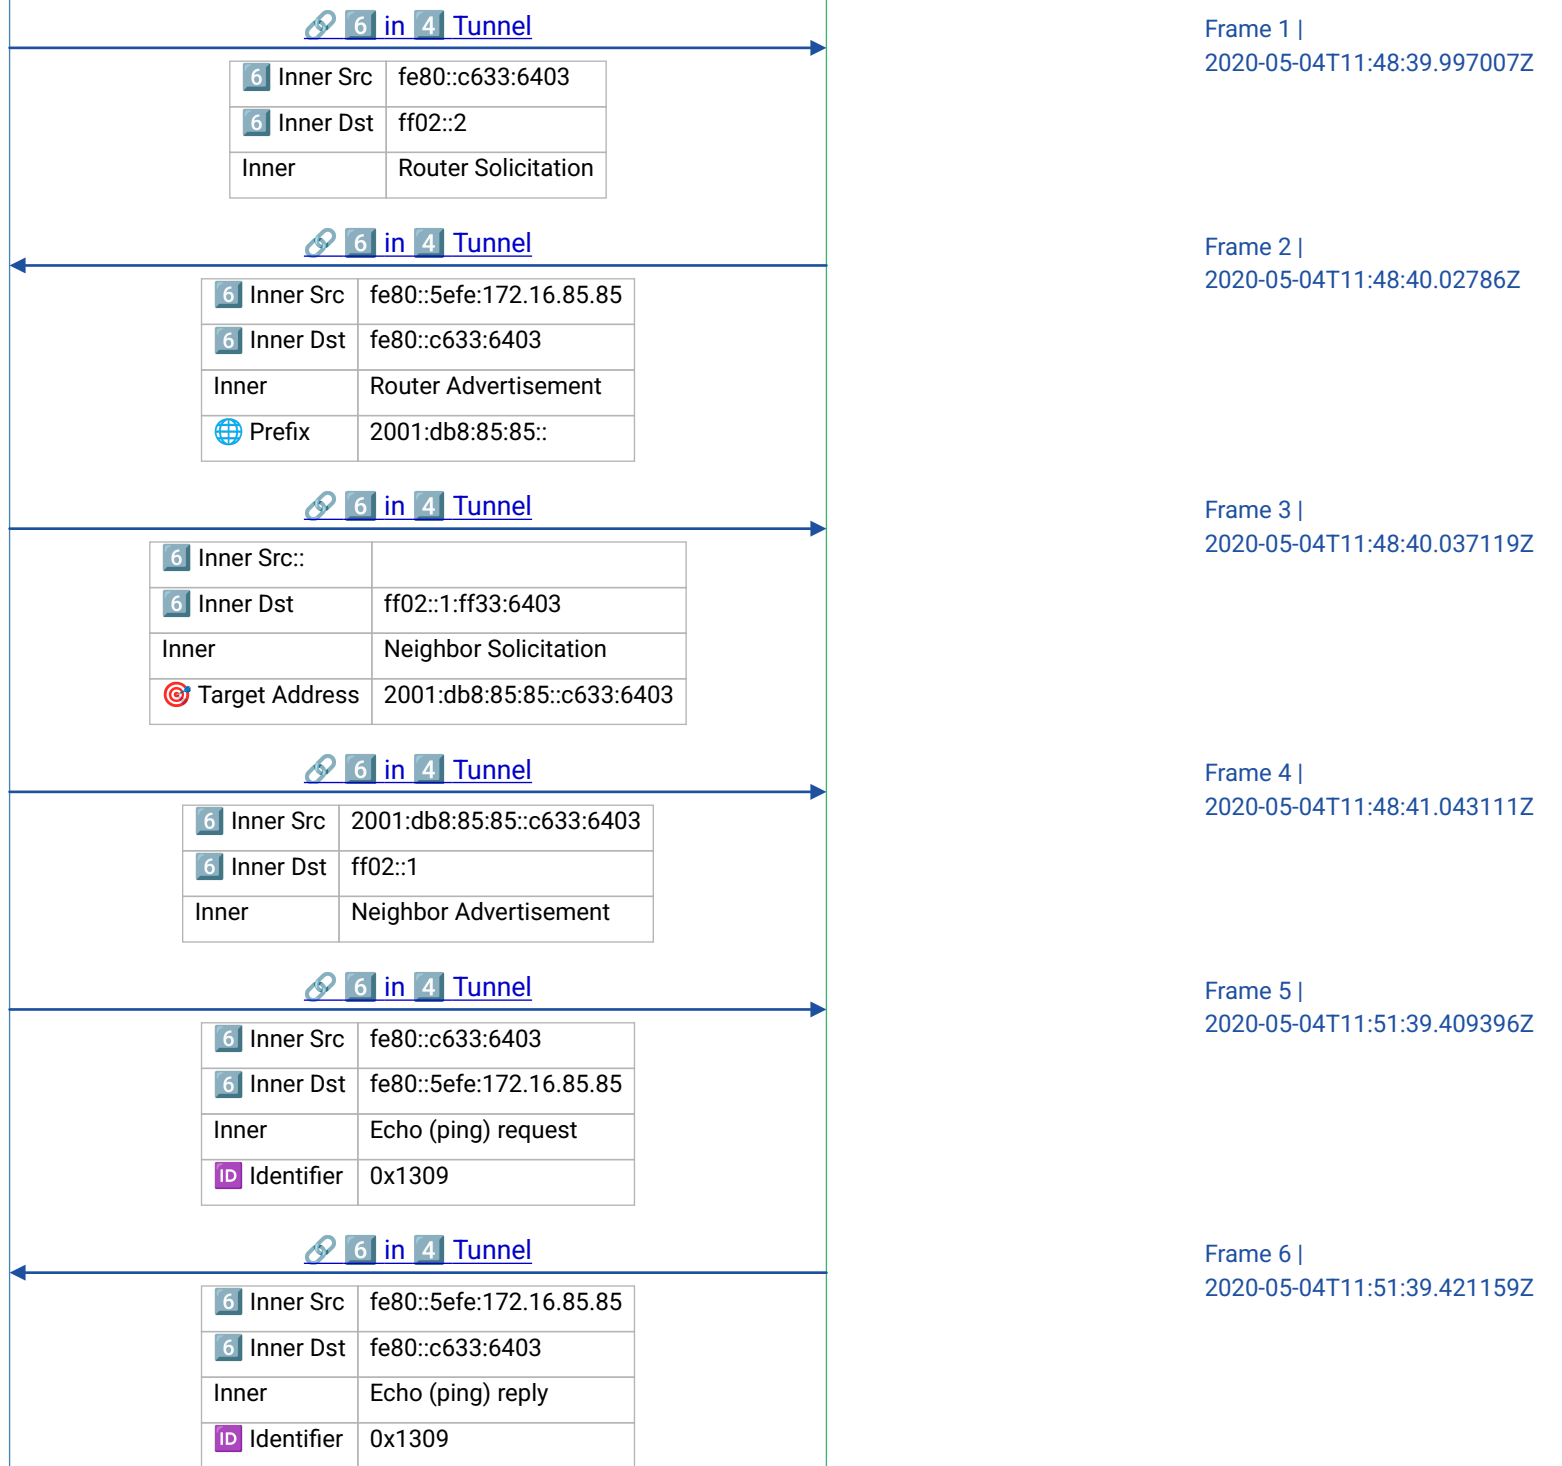 🔗 6️⃣ in 4️⃣ Tunnel
Frame 1 |
2020-05-04T11:48:39.997007Z
6️⃣ Inner Src fe80::c633:6403
6️⃣ Inner Dst ff02::2
Inner Router Solicitation
🔗 6️⃣ in 4️⃣ Tunnel
Frame 2 |
2020-05-04T11:48:40.02786Z
6️⃣ Inner Src fe80::5efe:172.16.85.85
6️⃣ Inner Dst fe80::c633:6403
Inner Router Advertisement
🌐 Prefix 2001:db8:85:85::
🔗 6️⃣ in 4️⃣ Tunnel
Frame 3 |
2020-05-04T11:48:40.037119Z
6️⃣ Inner Src::
6️⃣ Inner Dst ff02::1:ff33:6403
Inner Neighbor Solicitation
🎯 Target Address 2001:db8:85:85::c633:6403
🔗 6️⃣ in 4️⃣ Tunnel
Frame 4 |
2020-05-04T11:48:41.043111Z
6️⃣ Inner Src 2001:db8:85:85::c633:6403
6️⃣ Inner Dst ff02::1
Inner Neighbor Advertisement
🔗 6️⃣ in 4️⃣ Tunnel
Frame 5 |
2020-05-04T11:51:39.409396Z
6️⃣ Inner Src fe80::c633:6403
6️⃣ Inner Dst fe80::5efe:172.16.85.85
Inner Echo (ping) request
🆔 Identifier 0x1309
🔗 6️⃣ in 4️⃣ Tunnel
Frame 6 |
2020-05-04T11:51:39.421159Z
6️⃣ Inner Src fe80::5efe:172.16.85.85
6️⃣ Inner Dst fe80::c633:6403
Inner Echo (ping) reply
🆔 Identifier 0x1309